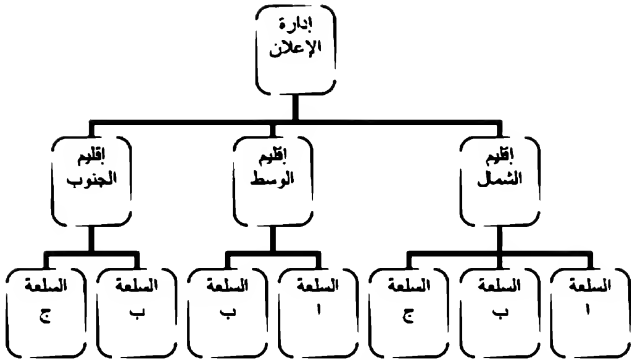 إدارة
الإعلان
إقليم
الشمال
إقليم
الوسط
إقليم
الجنوب
السلعة
ا
السلعة
ب
السلعة
ج
السلعة
ا
السلعة
ب
السلعة
ب
السلعة
ج